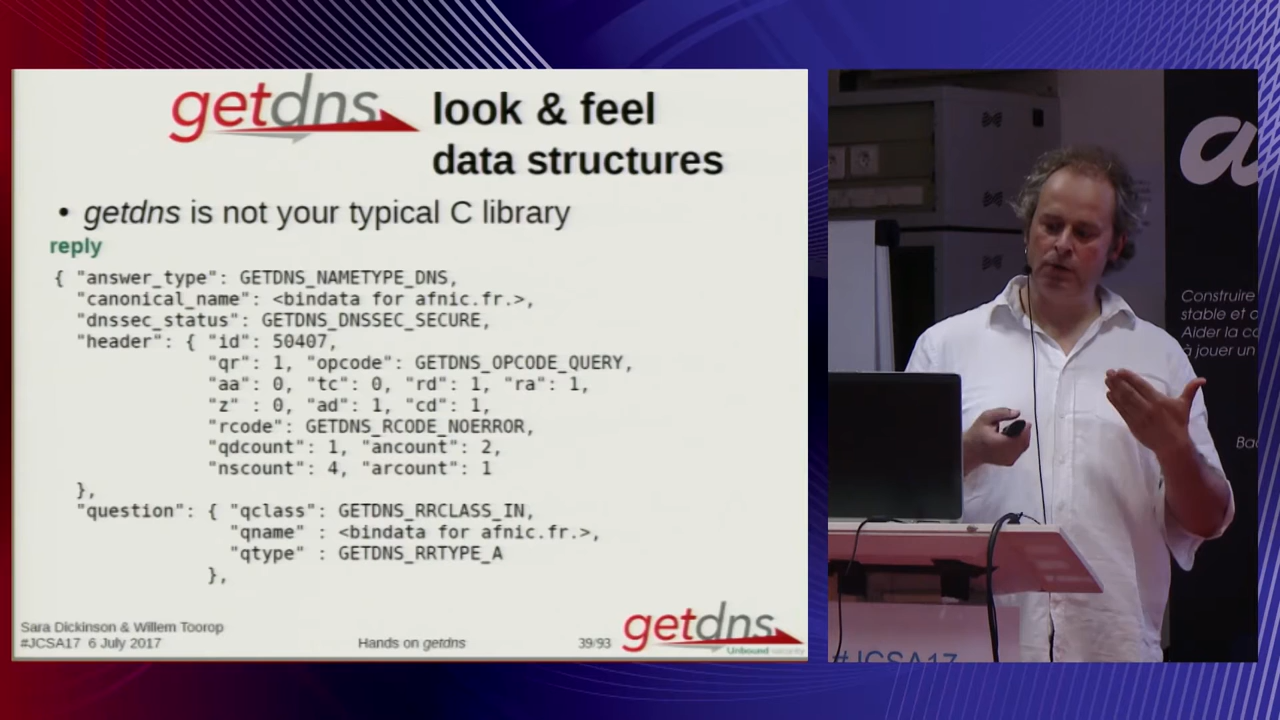 getdns look & feel
data structures
• getdns is not your typical C library
reply
{ "answer_type": GETDNS_NAMETYPE_DNS,
"canonical_name": <bindata for afnic.fr.>,
"dnssec_status": GETDNS_DNSSEC_SECURE,
"header": { "id": 50407,
"qr": 1, "opcode": GETDNS_OPCODE_QUERY,
"aa": 0, "tc": 0, "rd": 1, "ra": 1,
"z" : 0, "ad": 1, "cd": 1,
"rcode": GETDNS_RCODE_NOERROR,
"qdcount": 1, "ancount": 2,
"nscount": 4, "arcount": 1
},
"question": { "qclass": GETDNS_RRCLASS_IN,
"qname" : <bindata for afnic.fr.>,
"qtype" : GETDNS_RRTYPE_A
},
Sara Dickinson & Willem Toorop
#JCSA17 6 July 2017
Hands on getdns
39/93
getdns
Unbound security
a
Construire
stable et
Aider la
à jouer un
#JCSA17